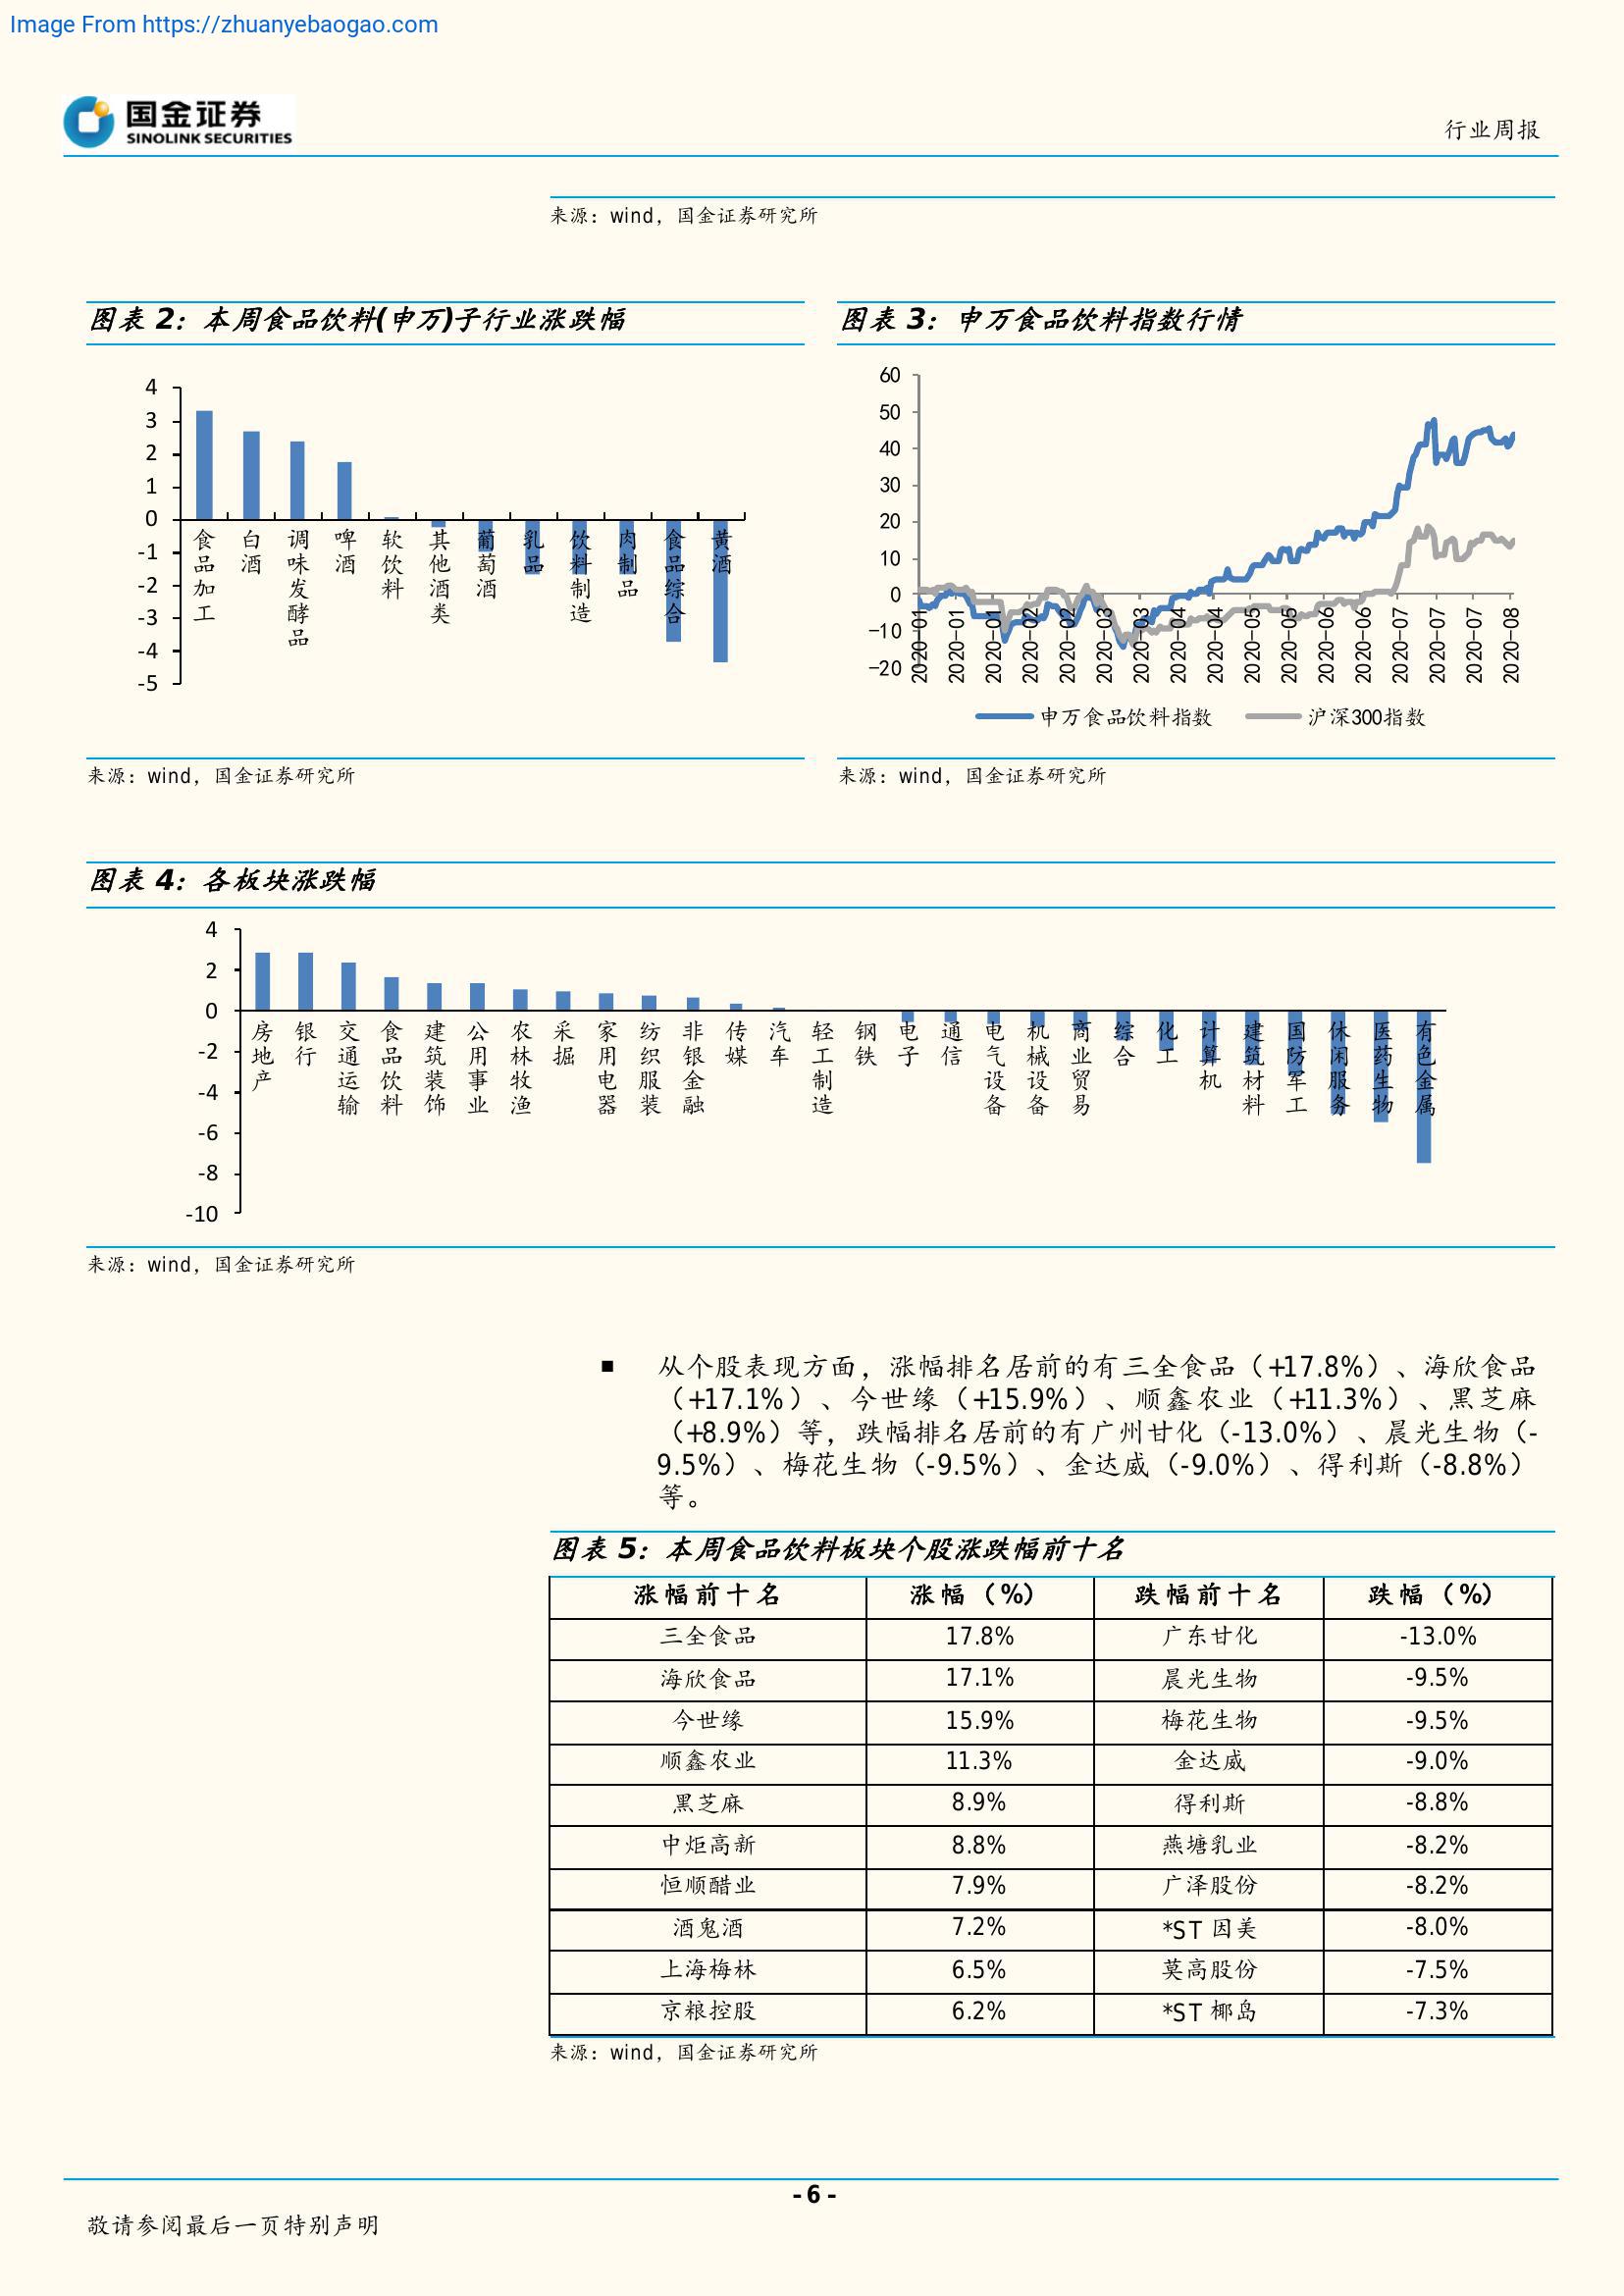 Image From https://zhuanyebaogao.com
国金证券
SINOLINK SECURITIES
行业周报
来源：wind，国金证券研究所
图表 2：本周食品饮料(申万)子行业涨跌幅
4
3
2
1
0
-1
-2
-3
-4
-5
食品加工
白酒
调味发酵品
啤酒
软饮料
其他酒类
葡萄酒
乳品
饮料制造
肉制品
食品综合
黄酒
来源：wind，国金证券研究所
图表 3：申万食品饮料指数行情
60
50
40
30
20
10
0
−10
−20
2020−01
2020−01
2020−01
2020−02
2020−02
2020−03
2020−03
2020−04
2020−04
2020−05
2020−05
2020−06
2020−06
2020−07
2020−07
2020−07
2020−08
申万食品饮料指数
沪深300指数
来源：wind，国金证券研究所
图表 4：各板块涨跌幅
4
2
0
-2
-4
-6
-8
-10
房地产
银行
交通运输
食品饮料
建筑装饰
公用事业
农林牧渔
采掘
家用电器
纺织服装
非银金融
传媒
汽车
轻工制造
钢铁
电子
通信
电气设备
机械设备
商业贸易
综合
化工
计算机
建筑材料
国防军工
休闲服务
医药生物
有色金属
来源：wind，国金证券研究所
■ 从个股表现方面，涨幅排名居前的有三全食品（+17.8%）、海欣食品
（+17.1%）、今世缘（+15.9%）、顺鑫农业（+11.3%）、黑芝麻
（+8.9%）等，跌幅排名居前的有广州甘化（-13.0%）、晨光生物（-
9.5%）、梅花生物（-9.5%）、金达威（-9.0%）、得利斯（-8.8%）
等。
图表 5：本周食品饮料板块个股涨跌幅前十名
涨幅前十名 涨幅（%） 跌幅前十名 跌幅（%）
三全食品 17.8% 广东甘化 -13.0%
海欣食品 17.1% 晨光生物 -9.5%
今世缘 15.9% 梅花生物 -9.5%
顺鑫农业 11.3% 金达威 -9.0%
黑芝麻 8.9% 得利斯 -8.8%
中炬高新 8.8% 燕塘乳业 -8.2%
恒顺醋业 7.9% 广泽股份 -8.2%
酒鬼酒 7.2% *ST 因美 -8.0%
上海梅林 6.5% 莫高股份 -7.5%
京粮控股 6.2% *ST 椰岛 -7.3%
来源：wind，国金证券研究所
- 6 -
敬请参阅最后一页特别声明